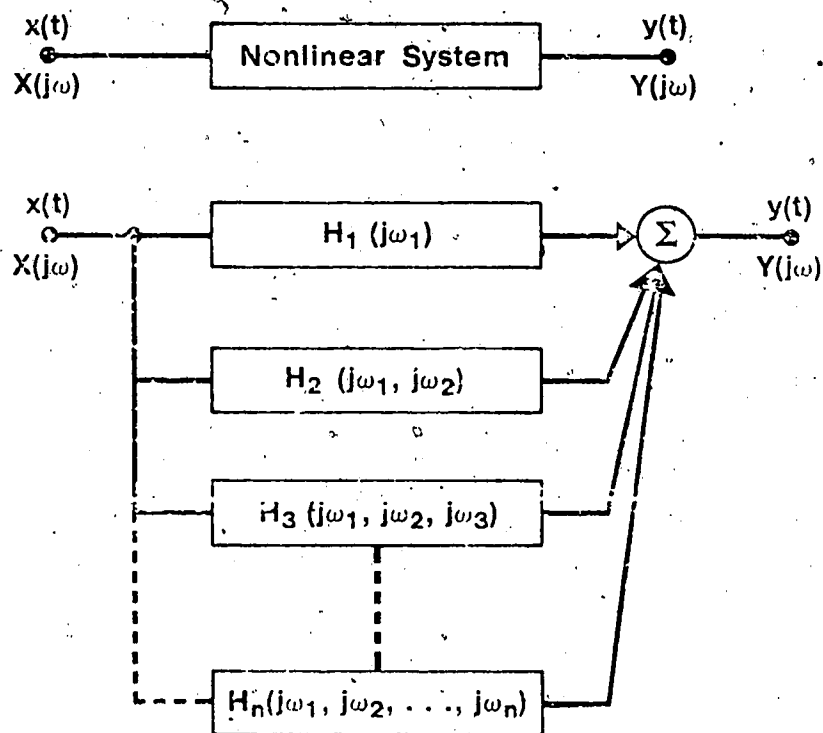 x(t)
X(jω)
Nonlinear System
y(t)
Y(jω)
x(t)
X(jω)
H₁ (jω₁)
Σ
y(t)
Y(jω)
H₂ (jω₁, jω₂)
H₃ (jω₁, jω₂, jω₃)
Hₙ(jω₁, jω₂, . . ., jωₙ)